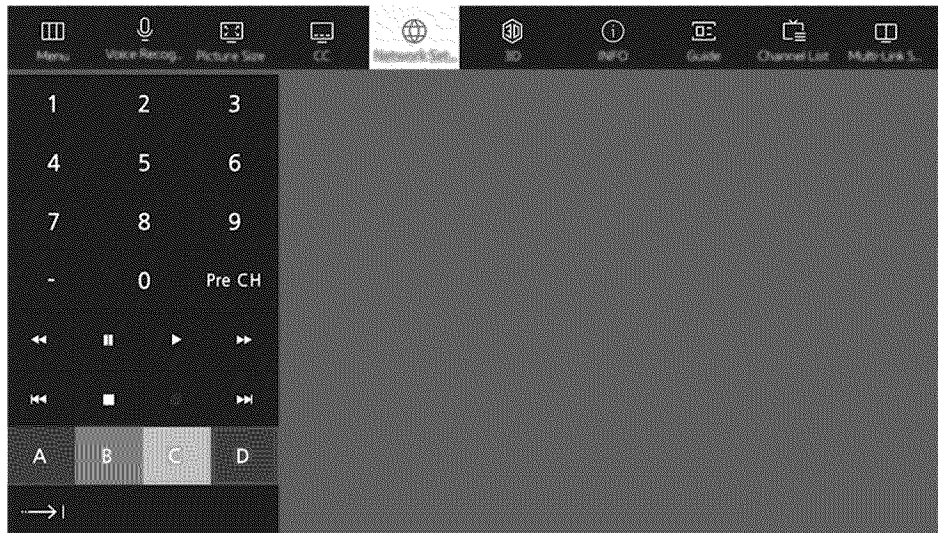 Menu Voice Recog... Picture Size CC Network Set... 3D INFO Guide Channel List Multi-Link S...
1 2 3
4 5 6
7 8 9
- 0 Pre CH
A B C D